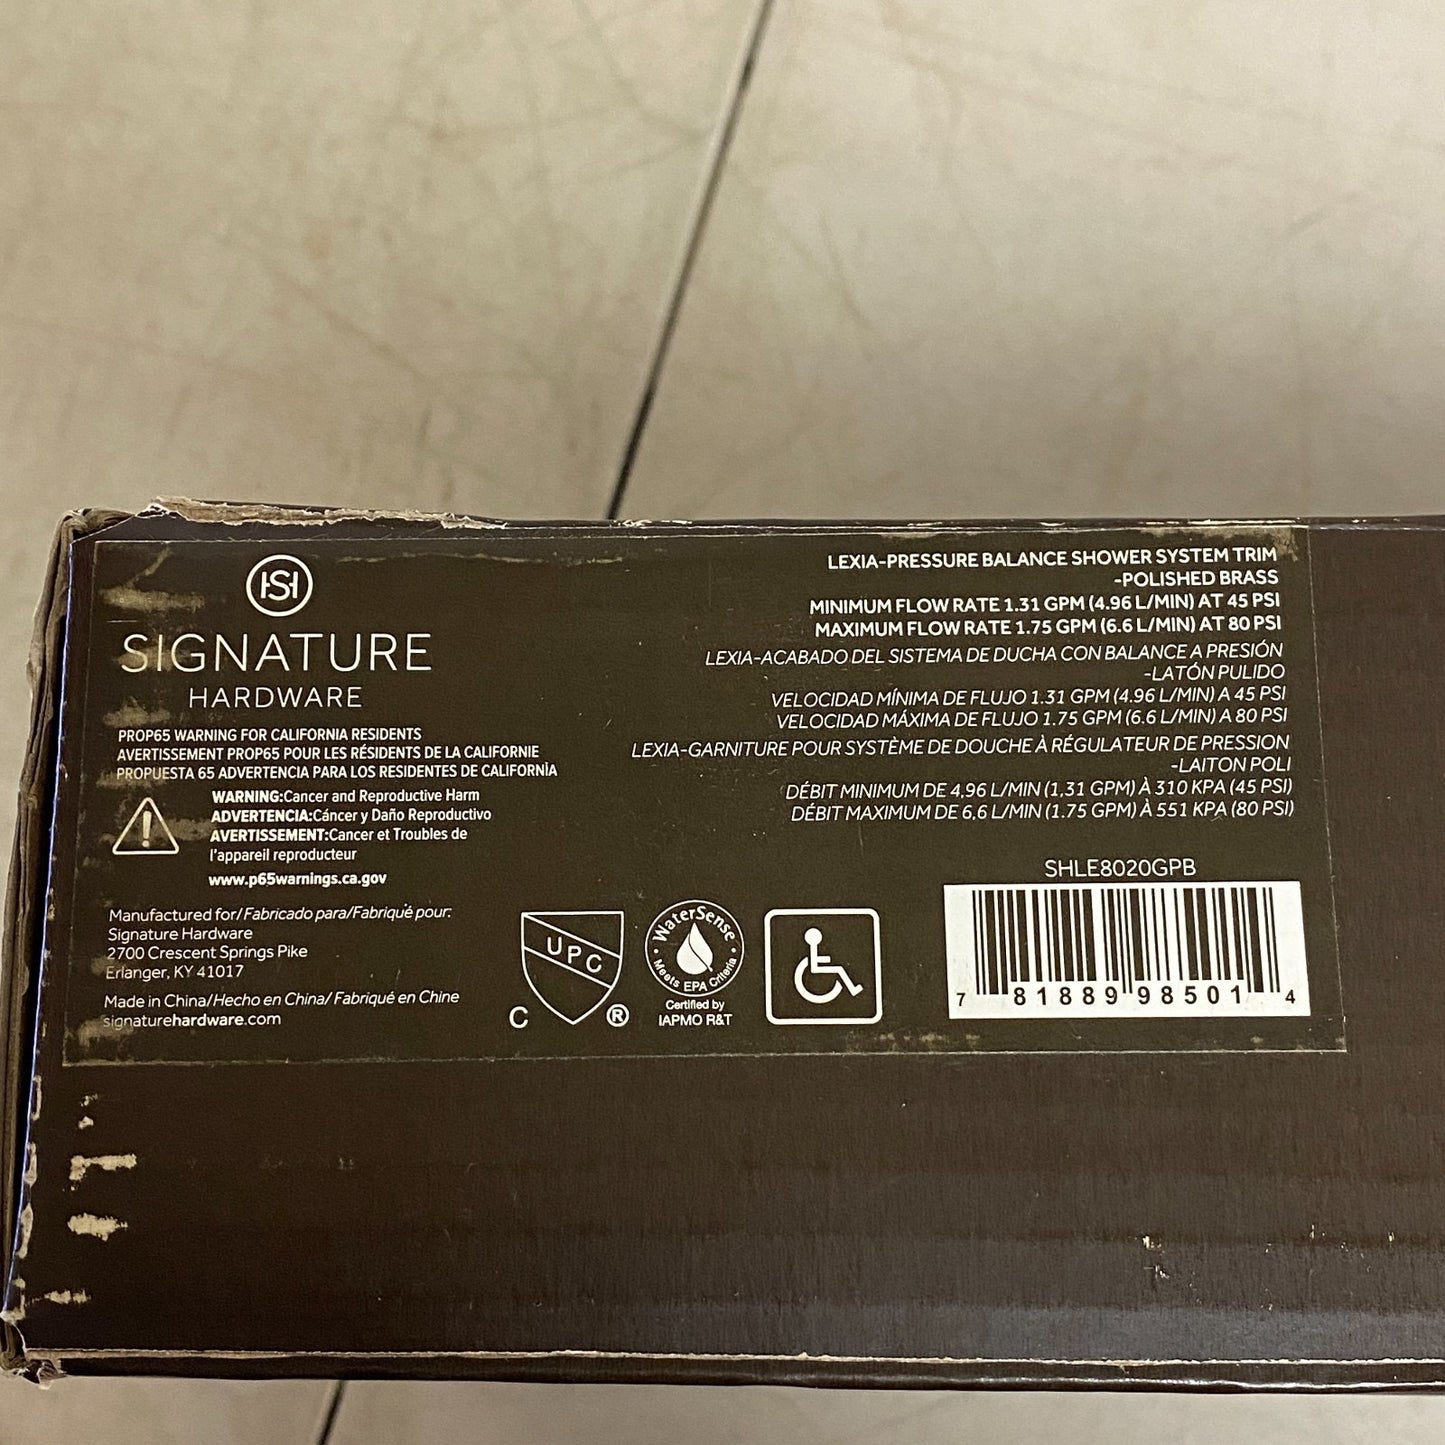 SIGNATURE
HARDWARE
PROP65 WARNING FOR CALIFORNIA RESIDENTS
AVERTISSEMENT PROP65 POUR LES RÉSIDENTS DE LA CALIFORNIE
PROPUESTA 65 ADVERTENCIA PARA LOS RESIDENTES DE CALIFORNIA
WARNING:Cancer and Reproductive Harm
ADVERTENCIA:Cáncer y Daño Reproductivo
AVERTISSEMENT:Cancer et Troubles de
l'appareil reproducteur
www.p65warnings.ca.gov
Manufactured for/Fabricado para/Fabriqué pour:
Signature Hardware
2700 Crescent Springs Pike
Erlanger, KY 41017
Made in China/Hecho en China/ Fabriqué en Chine
signaturehardware.com
UPC
C ®
WaterSense
Meets EPA Criteria
Certified by
IAPMO R&T
LEXIA-PRESSURE BALANCE SHOWER SYSTEM TRIM
-POLISHED BRASS
MINIMUM FLOW RATE 1.31 GPM (4.96 L/MIN) AT 45 PSI
MAXIMUM FLOW RATE 1.75 GPM (6.6 L/MIN) AT 80 PSI
LEXIA-ACABADO DEL SISTEMA DE DUCHA CON BALANCE A PRESIÓN
-LATÓN PULIDO
VELOCIDAD MÍNIMA DE FLUJO 1.31 GPM (4.96 L/MIN) A 45 PSI
VELOCIDAD MÁXIMA DE FLUJO 1.75 GPM (6.6 L/MIN) A 80 PSI
LEXIA-GARNITURE POUR SYSTÈME DE DOUCHE À RÉGULATEUR DE PRESSION
-LAITON POLI
DÉBIT MINIMUM DE 4,96 L/MIN (1,31 GPM) À 310 KPA (45 PSI)
DÉBIT MAXIMUM DE 6,6 L/MIN (1.75 GPM) À 551 KPA (80 PSI)
SHLE8020GPB
7 81889 98501 4